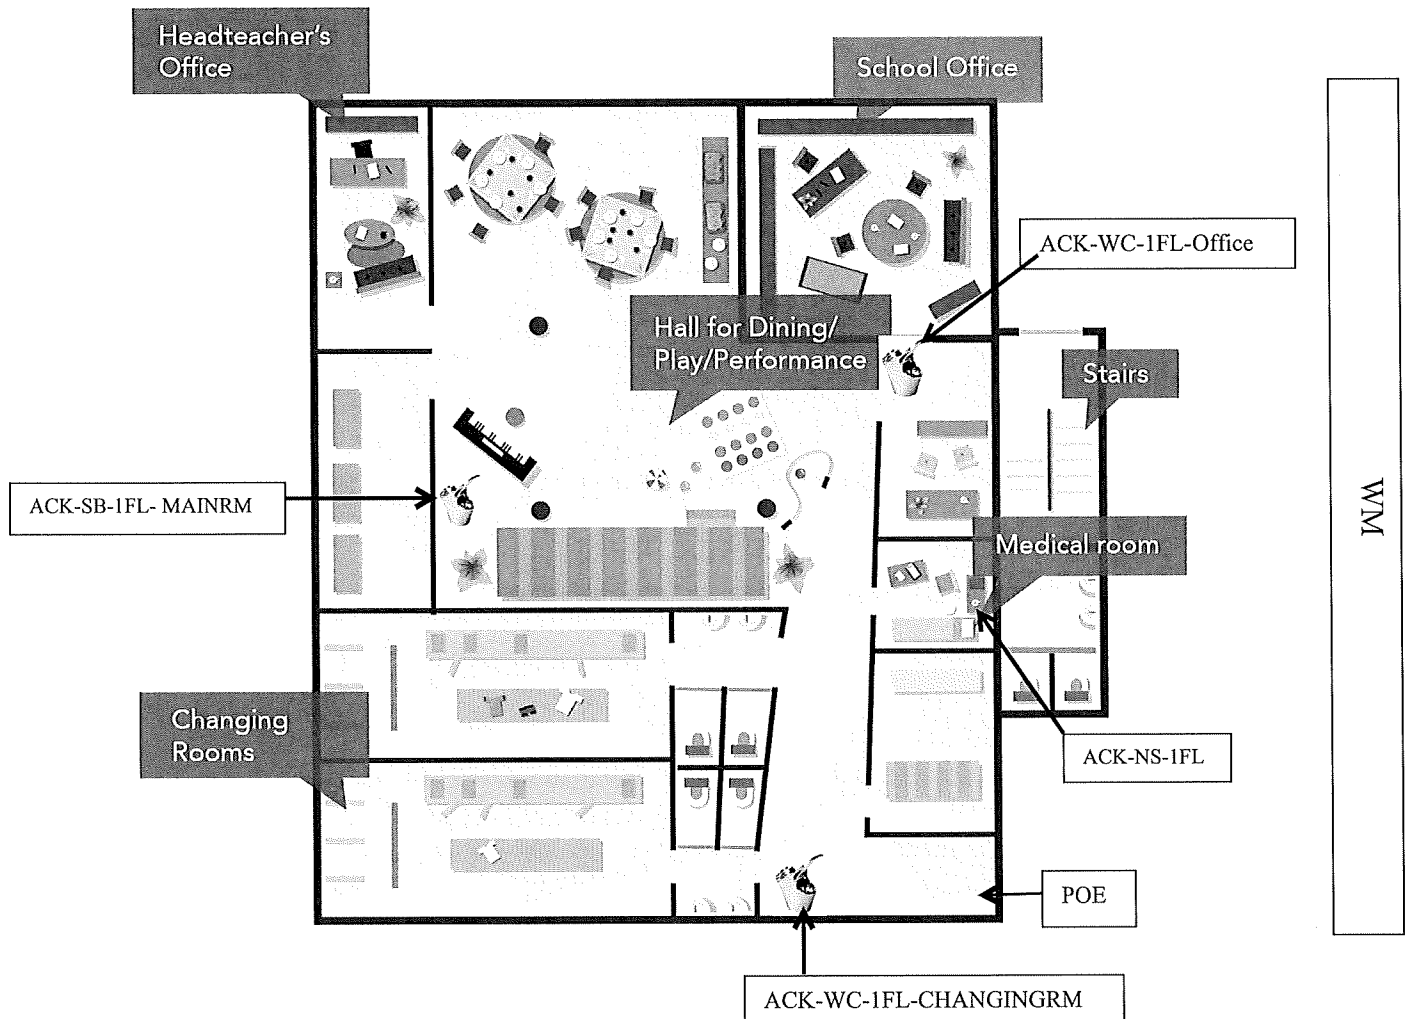 Headteacher's
Office
School Office
ACK-WC-1FL-Office
Hall for Dining/
Play/Performance
Stairs
WM
ACK-SB-1FL- MAINRM
Medical room
Changing
Rooms
ACK-NS-1FL
POE
ACK-WC-1FL-CHANGINGRM